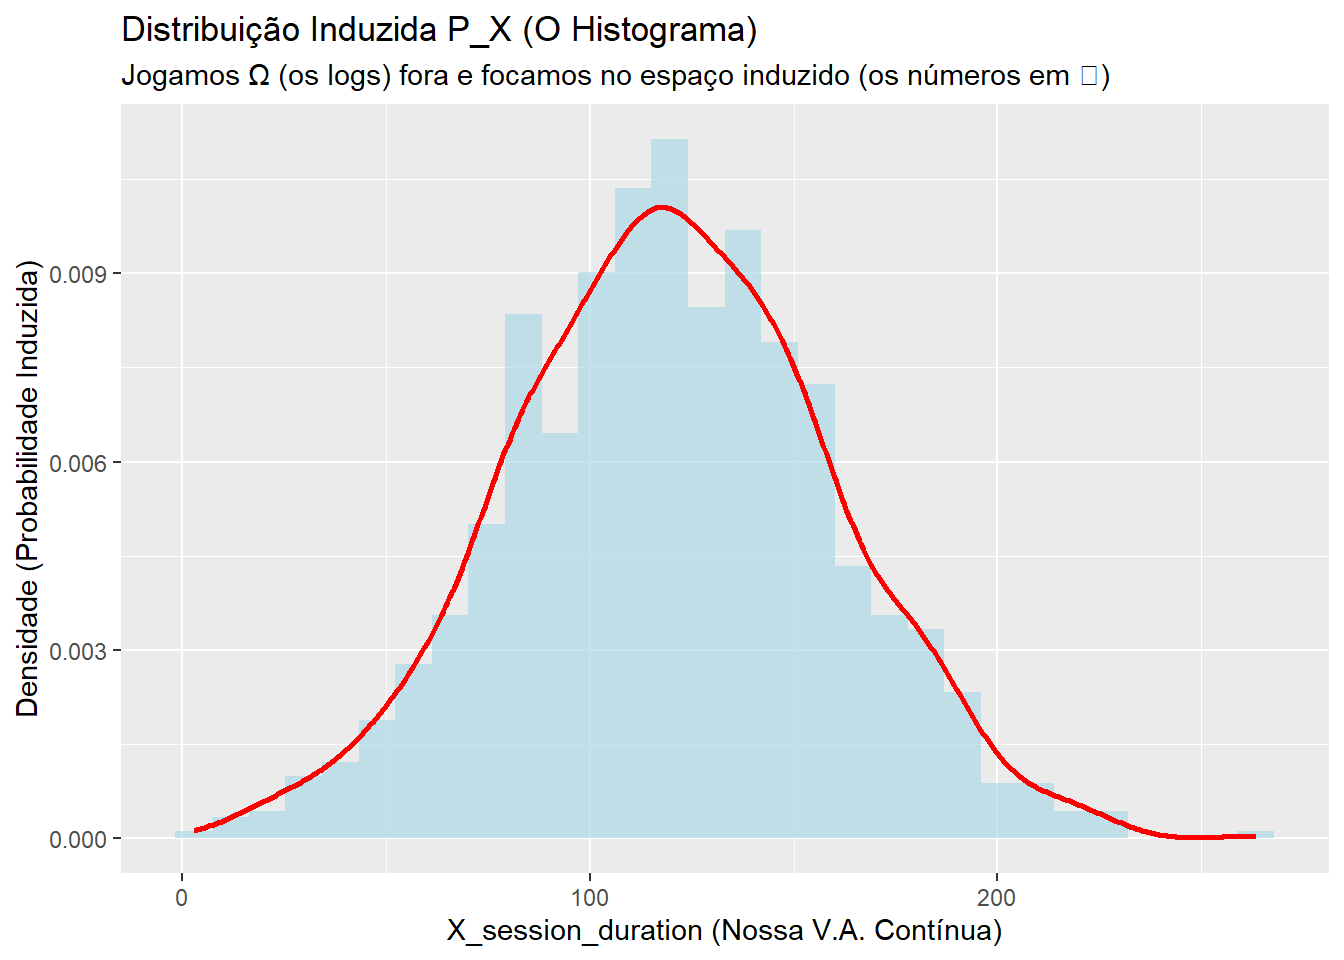 Distribuição Induzida P_X (O Histograma)
Jogamos Ω (os logs) fora e focamos no espaço induzido (os números em □)
Densidade (Probabilidade Induzida)
0.009
0.006
0.003
0.000
0
100
200
X_session_duration (Nossa V.A. Contínua)